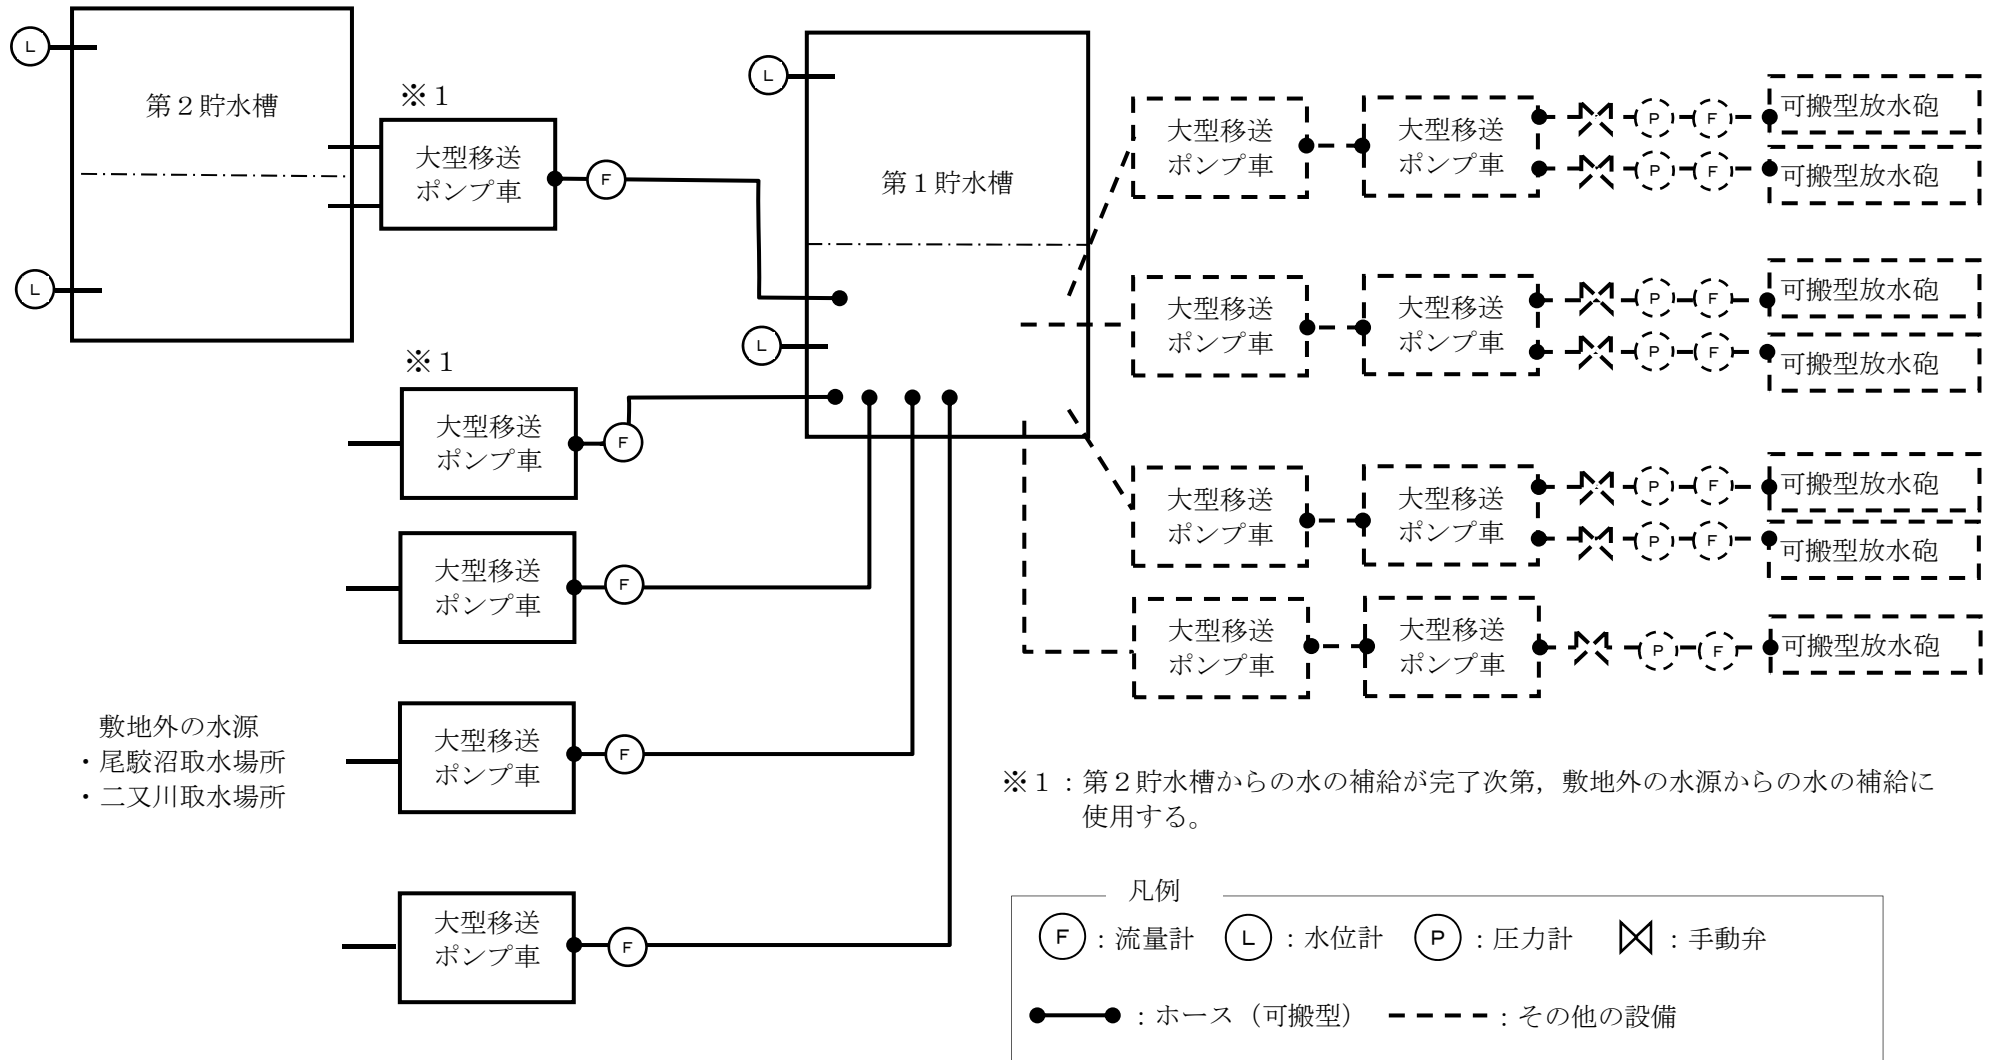 L
第２貯水槽
L
※１
大型移送
ポンプ車
F
L
第１貯水槽
L
※１
大型移送
ポンプ車
F
大型移送
ポンプ車
F
大型移送
ポンプ車
F
大型移送
ポンプ車
F
敷地外の水源
・尾駮沼取水場所
・二又川取水場所
大型移送
ポンプ車
大型移送
ポンプ車
P F 可搬型放水砲
P F 可搬型放水砲
大型移送
ポンプ車
大型移送
ポンプ車
P F 可搬型放水砲
P F 可搬型放水砲
大型移送
ポンプ車
大型移送
ポンプ車
P F 可搬型放水砲
P F 可搬型放水砲
大型移送
ポンプ車
大型移送
ポンプ車
P F 可搬型放水砲
※１：第２貯水槽からの水の補給が完了次第，敷地外の水源からの水の補給に
使用する。
凡例
F ：流量計 L ：水位計 P ：圧力計 ：手動弁
：ホース（可搬型） ：その他の設備